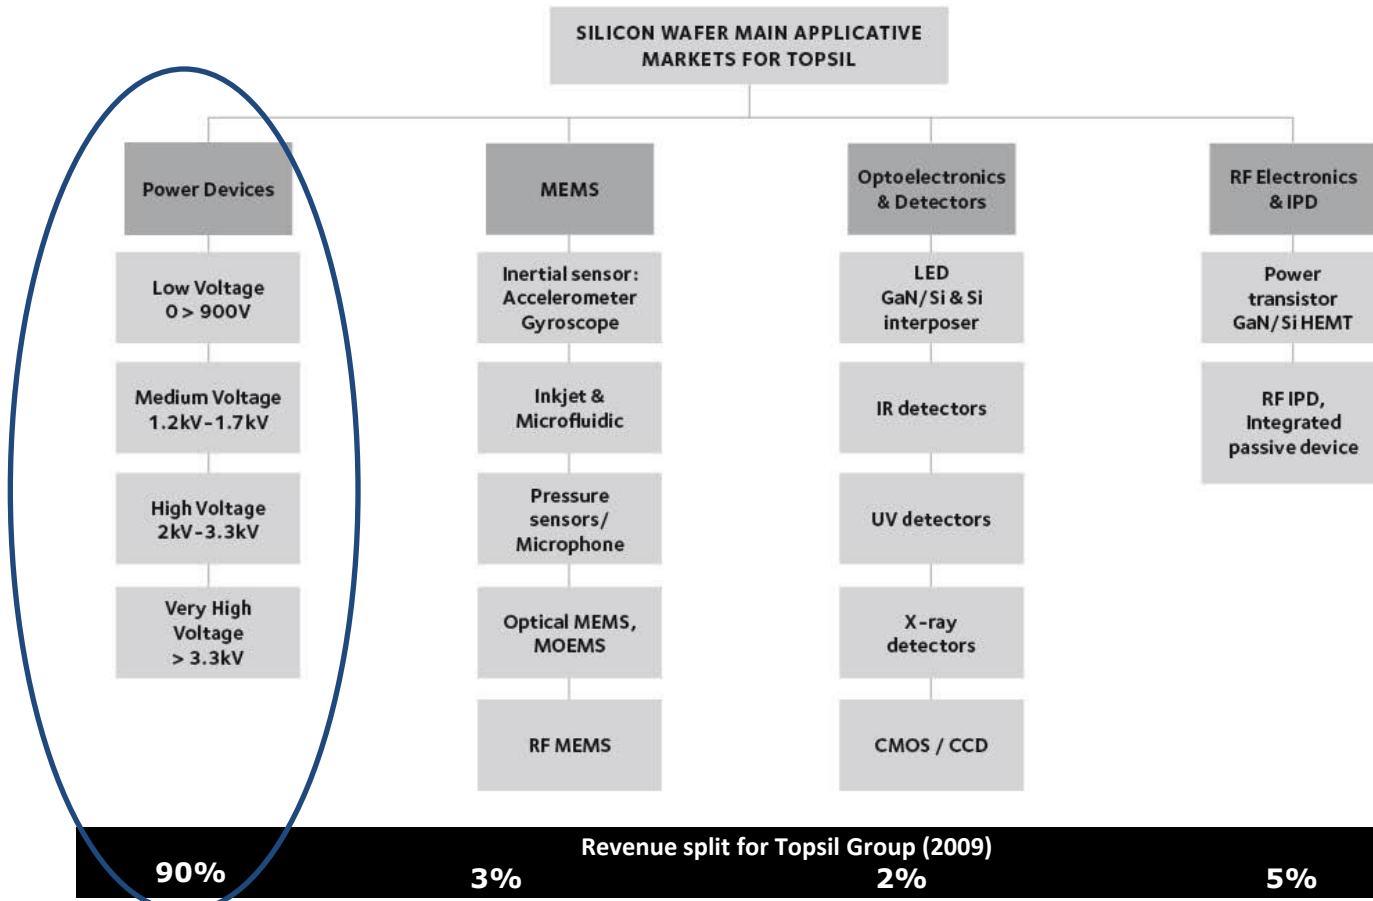 SILICON WAFER MAIN APPLICATIVE
MARKETS FOR TOPSIL
Power Devices
Low Voltage
0 > 900V
Medium Voltage
1.2kV-1.7kV
High Voltage
2kV-3.3kV
Very High
Voltage
> 3.3kV
MEMS
Inertial sensor:
Accelerometer
Gyroscope
Inkjet &
Microfluidic
Pressure
sensors/
Microphone
Optical MEMS,
MOEMS
RF MEMS
Optoelectronics
& Detectors
LED
GaN/Si & Si
interposer
IR detectors
UV detectors
X-ray
detectors
CMOS / CCD
RF Electronics
& IPD
Power
transistor
GaN/Si HEMT
RF IPD,
Integrated
passive device
Revenue split for Topsil Group (2009)
90%
3%
2%
5%